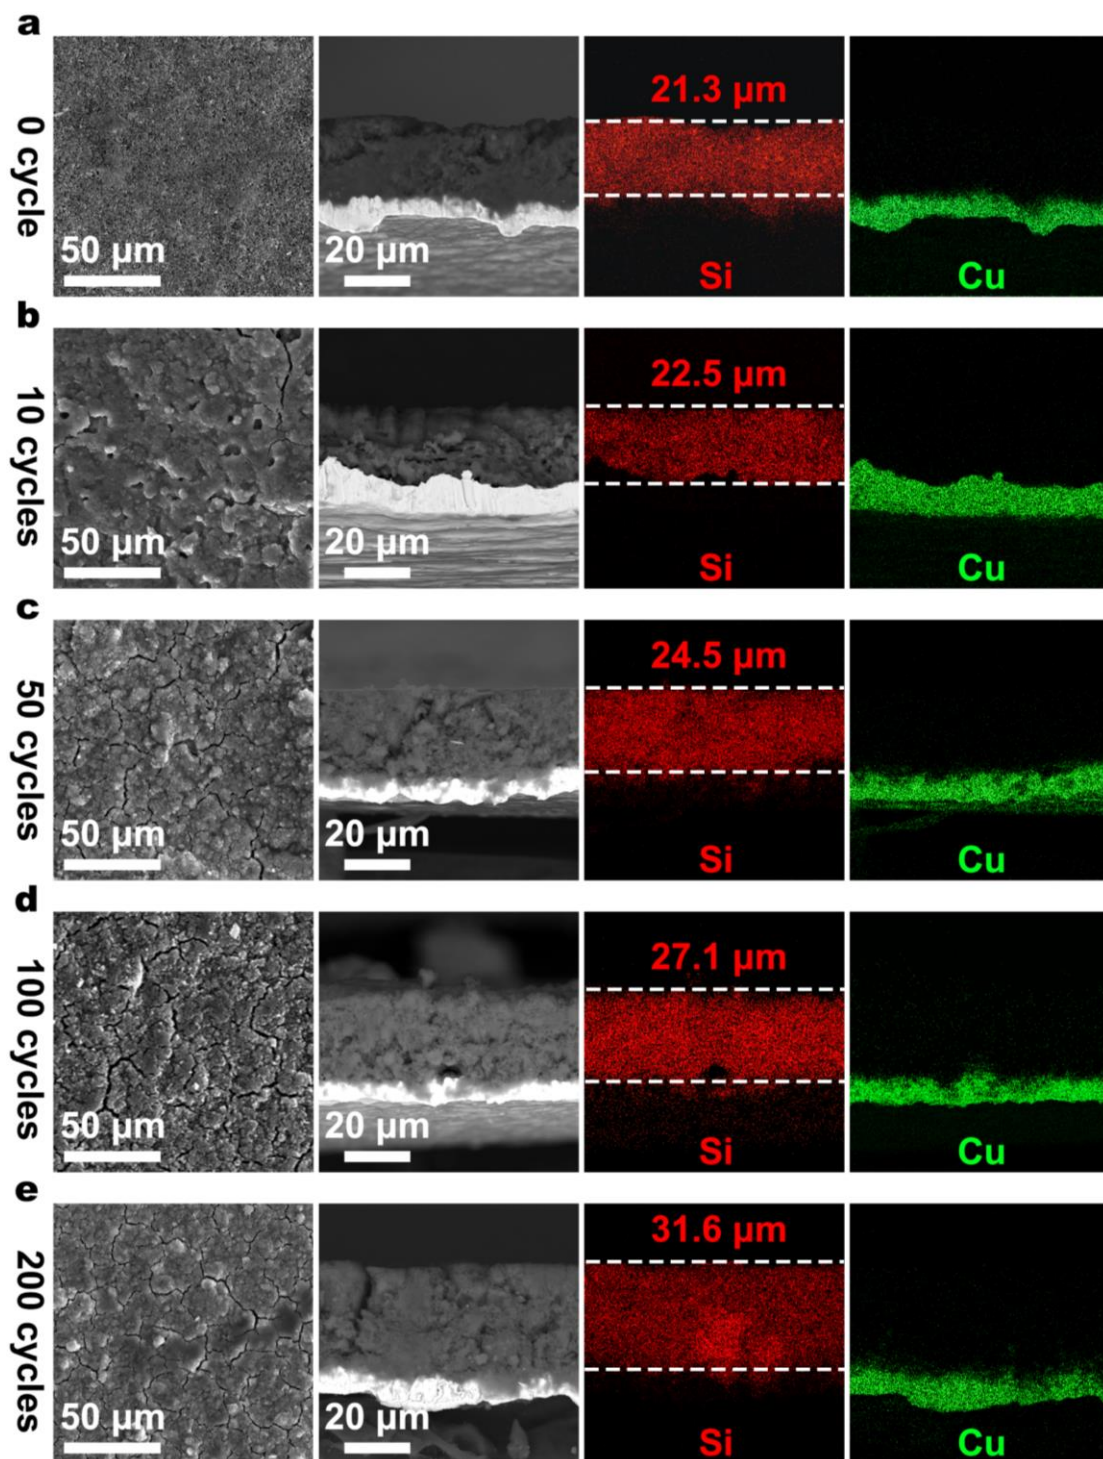 a
0 cycle
50 µm
20 µm
21.3 µm
Si
Cu
b
10 cycles
50 µm
20 µm
22.5 µm
Si
Cu
c
50 cycles
50 µm
20 µm
24.5 µm
Si
Cu
d
100 cycles
50 µm
20 µm
27.1 µm
Si
Cu
e
200 cycles
50 µm
20 µm
31.6 µm
Si
Cu